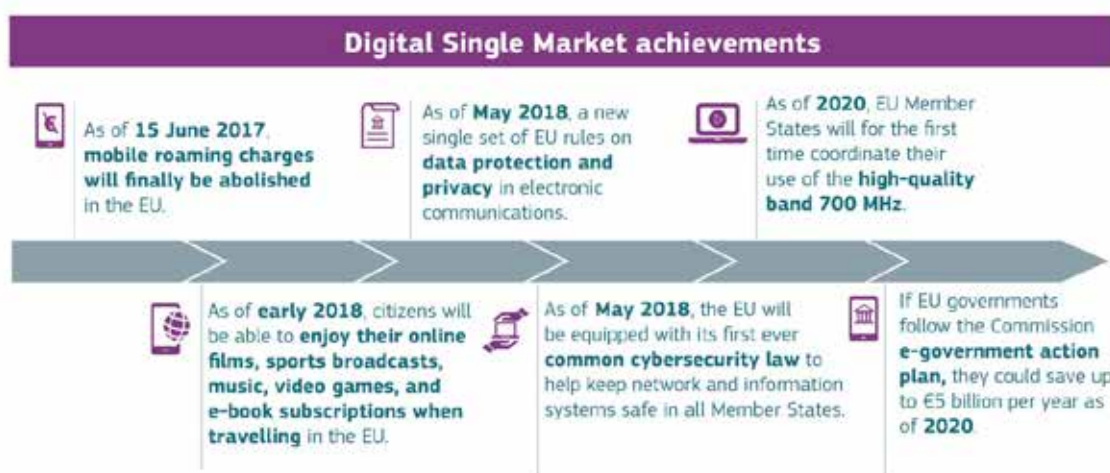 Digital Single Market achievements
As of 15 June 2017,
mobile roaming charges
will finally be abolished
in the EU.
As of May 2018, a new
single set of EU rules on
data protection and
privacy in electronic
communications.
As of 2020, EU Member
States will for the first
time coordinate their
use of the high-quality
band 700 MHz.
As of early 2018, citizens will
be able to enjoy their online
films, sports broadcasts,
music, video games, and
e-book subscriptions when
travelling in the EU.
As of May 2018, the EU will
be equipped with its first ever
common cybersecurity law to
help keep network and information
systems safe in all Member States.
If EU governments
follow the Commission
e-government action
plan, they could save up
to €5 billion per year as
of 2020.